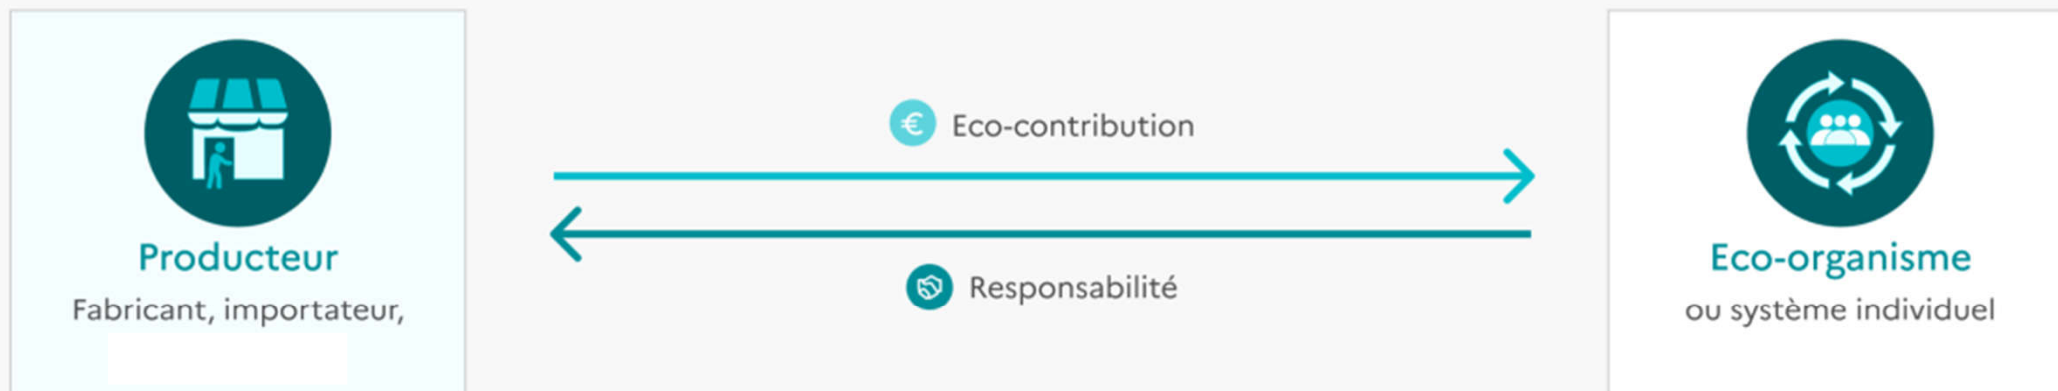 Eco-contribution
Producteur
Fabricant, importateur,
Responsabilité
Eco-organisme
ou système individuel